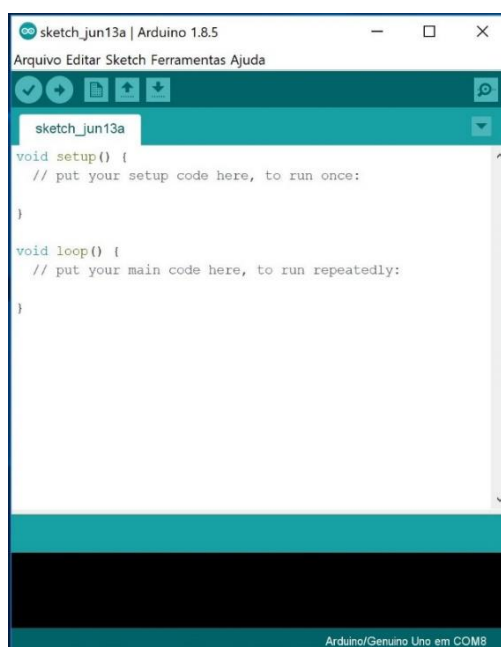 sketch_jun13a | Arduino 1.8.5
Arquivo Editar Sketch Ferramentas Ajuda
sketch_jun13a
void setup() {
// put your setup code here, to run once:
}
void loop() {
// put your main code here, to run repeatedly:
}
Arduino/Genuino Uno em COM8